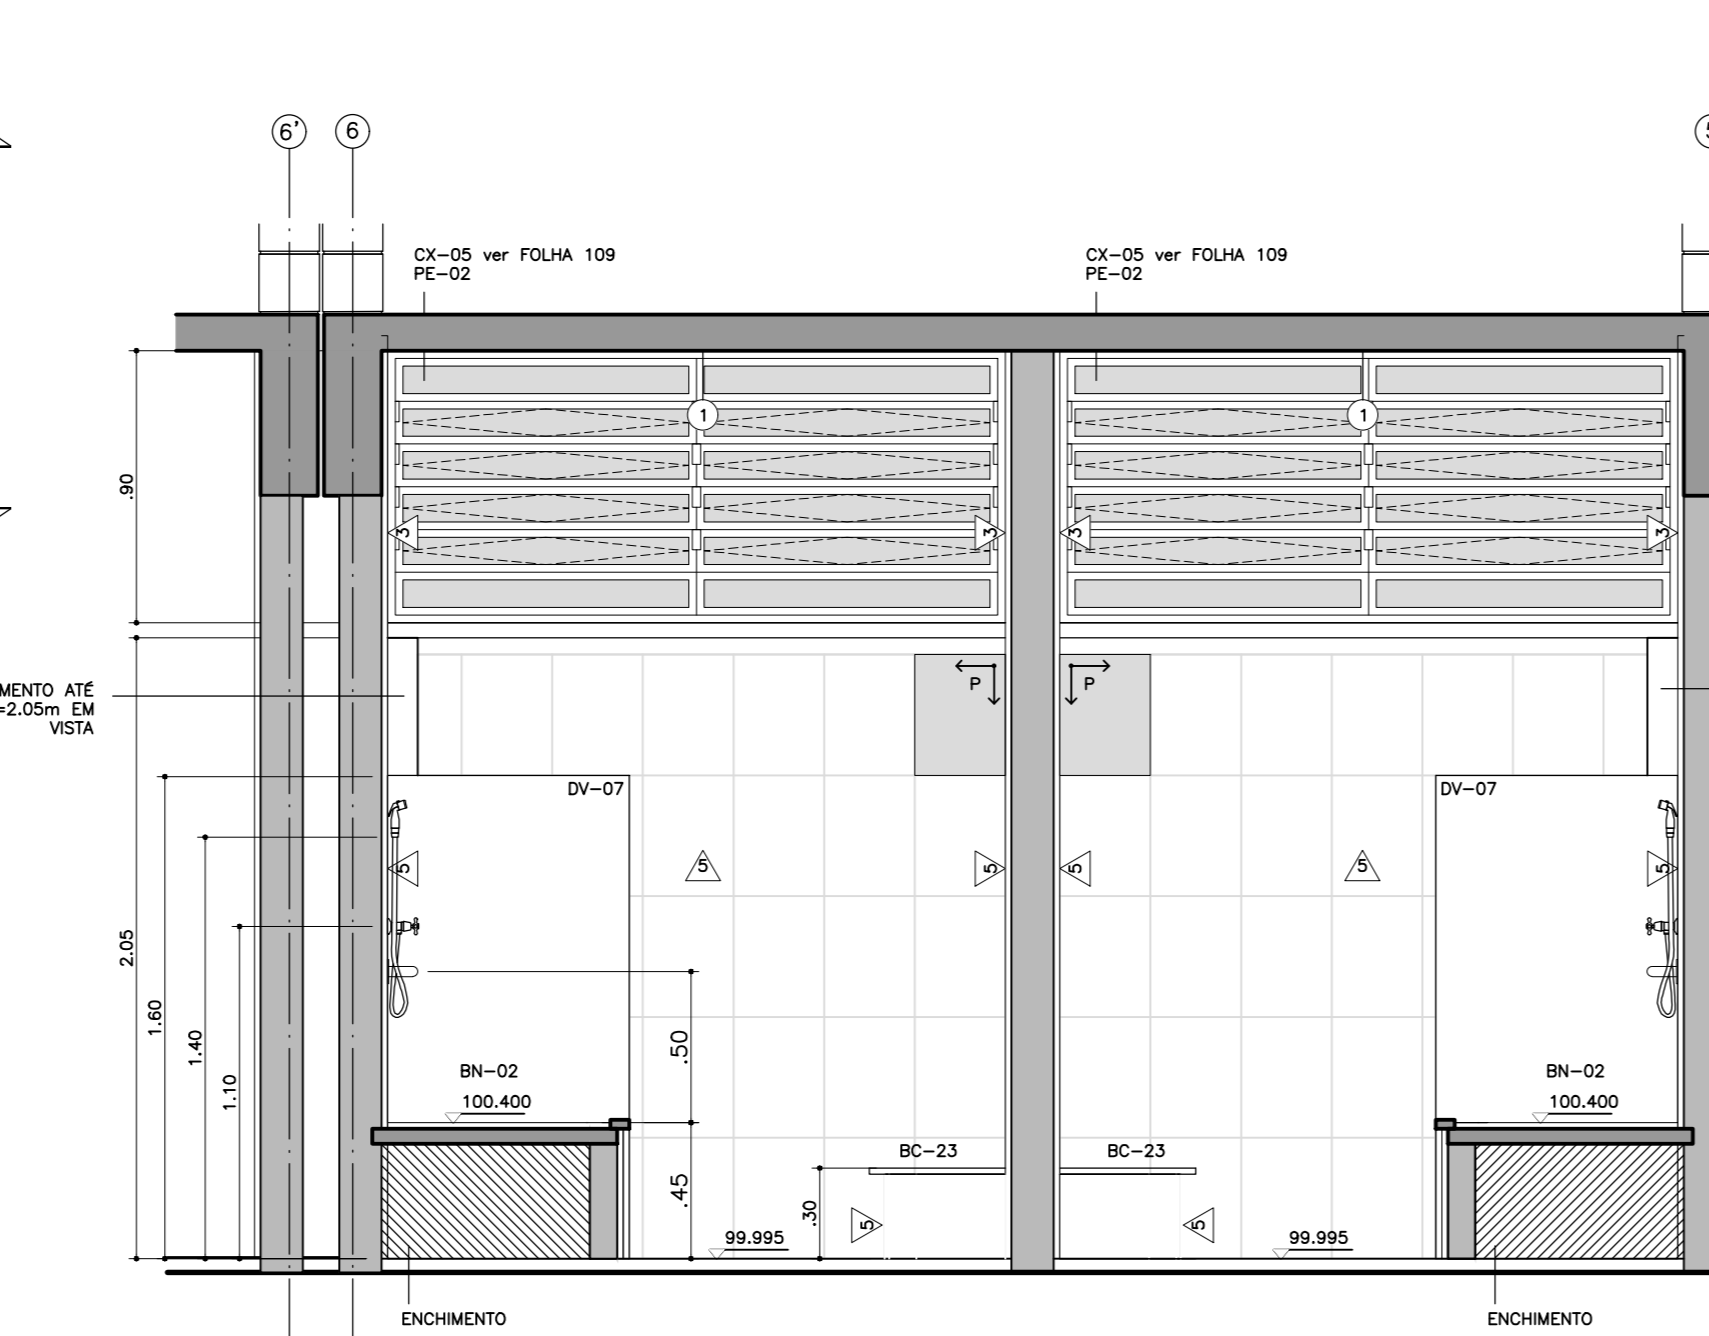 6'
6
CX-05 ver FOLHA 109
PE-02
CX-05 ver FOLHA 109
PE-02
1
1
.90
3
3
3
3
MENTO ATÉ
=2.05m EM
VISTA
P
P
DV-07
DV-07
5
5
5
5
5
5
2.05
1.60
1.40
1.10
.50
BN-02
100.400
BN-02
100.400
BC-23
BC-23
.45
.30
5
5
99.995
99.995
ENCHIMENTO
ENCHIMENTO